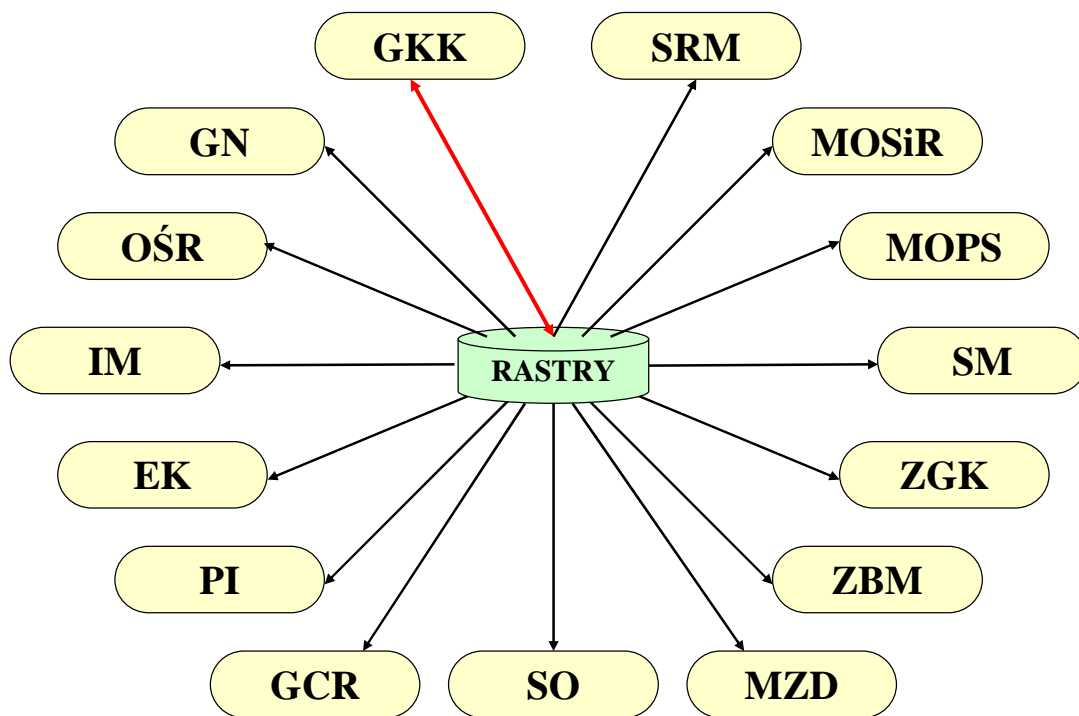 GKK
SRM
GN
MOSiR
OŚR
MOPS
IM
RASTRY
SM
EK
ZGK
PI
ZBM
GCR
SO
MZD